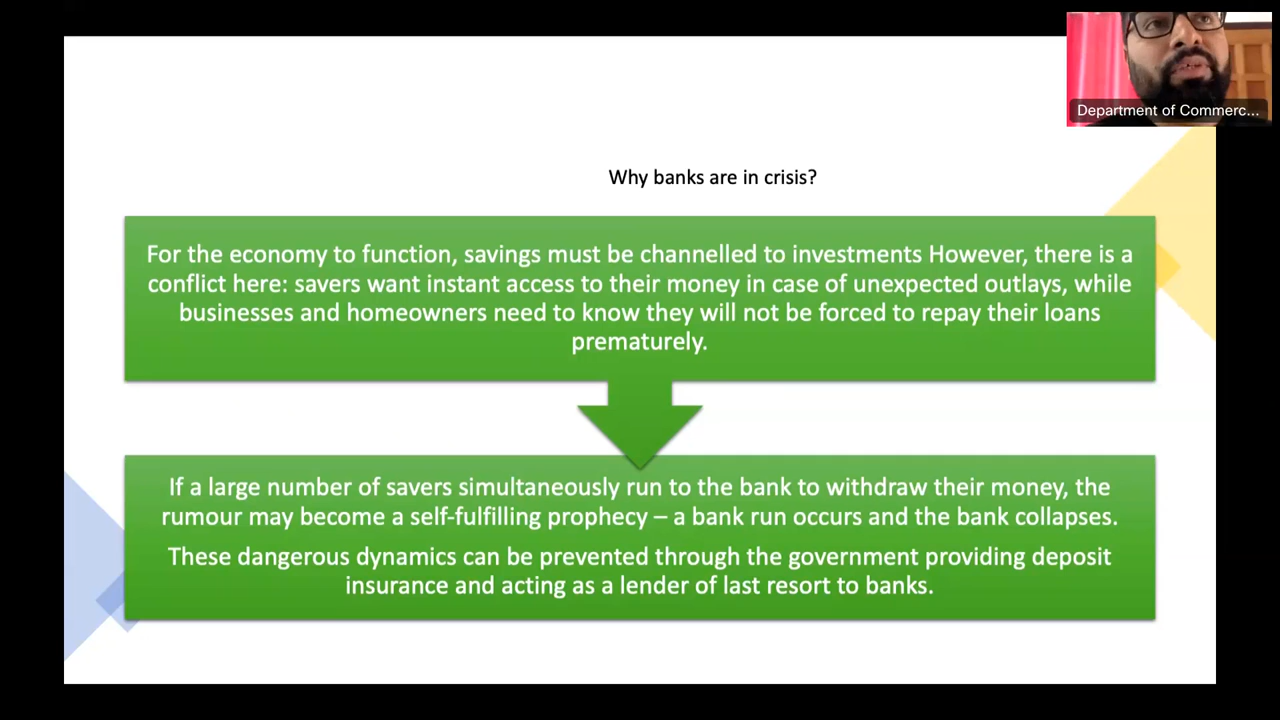 Department of Commerc...
Why banks are in crisis?
For the economy to function, savings must be channelled to investments However, there is a
conflict here: savers want instant access to their money in case of unexpected outlays, while
businesses and homeowners need to know they will not be forced to repay their loans
prematurely.
If a large number of savers simultaneously run to the bank to withdraw their money, the
rumour may become a self-fulfilling prophecy – a bank run occurs and the bank collapses.
These dangerous dynamics can be prevented through the government providing deposit
insurance and acting as a lender of last resort to banks.